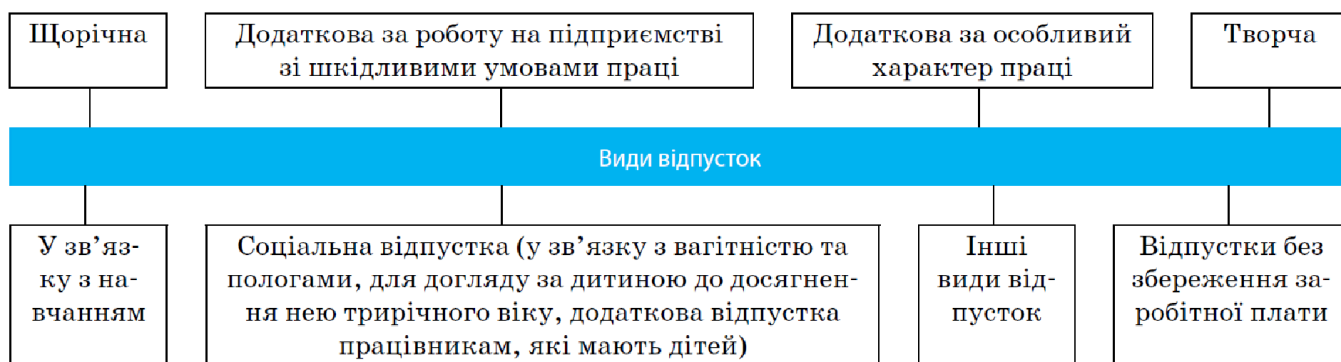 Щорічна
Додаткова за роботу на підприємстві
зі шкідливими умовами праці
Додаткова за особливий
характер праці
Творча
Види відпусток
У зв’яз-
ку з на-
вчанням
Соціальна відпустка (у зв’язку з вагітністю та
пологами, для догляду за дитиною до досягнен-
ня нею трирічного віку, додаткова відпустка
працівникам, які мають дітей)
Інші
види від-
пусток
Відпустки без
збереження за-
робітної плати